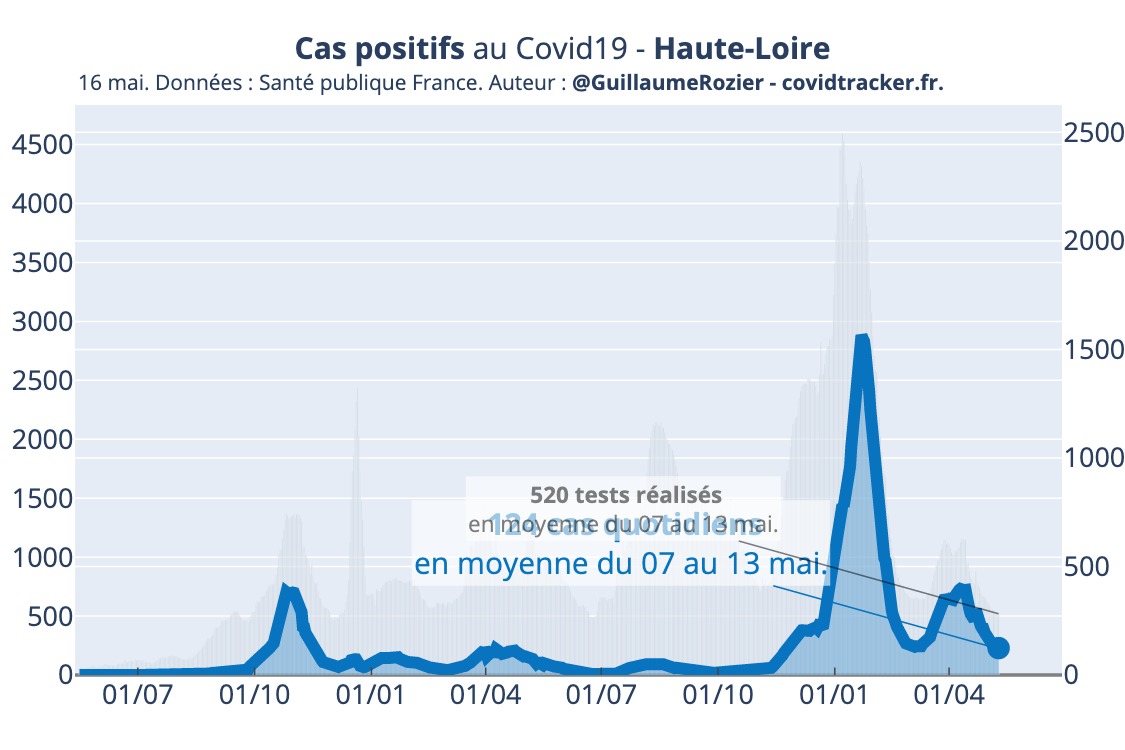 Cas positifs au Covid19 - Haute-Loire
16 mai. Données : Santé publique France. Auteur : @GuillaumeRozier - covidtracker.fr.
4500
4000
3500
3000
2500
2000
1500
1000
500
0
2500
2000
1500
1000
500
0
520 tests réalisés
en moyenne du 07 au 13 mai.
124 cas quotidiens
en moyenne du 07 au 13 mai.
01/07 01/10 01/01 01/04 01/07 01/10 01/01 01/04